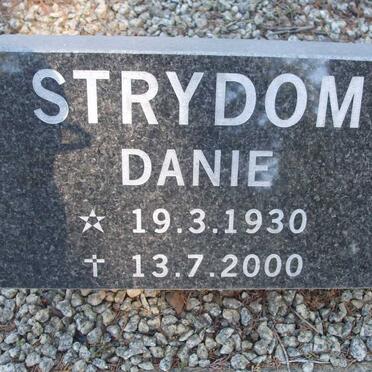 STRYDOM
DANIE
☆ 19.3.1930
✝ 13.7.2000